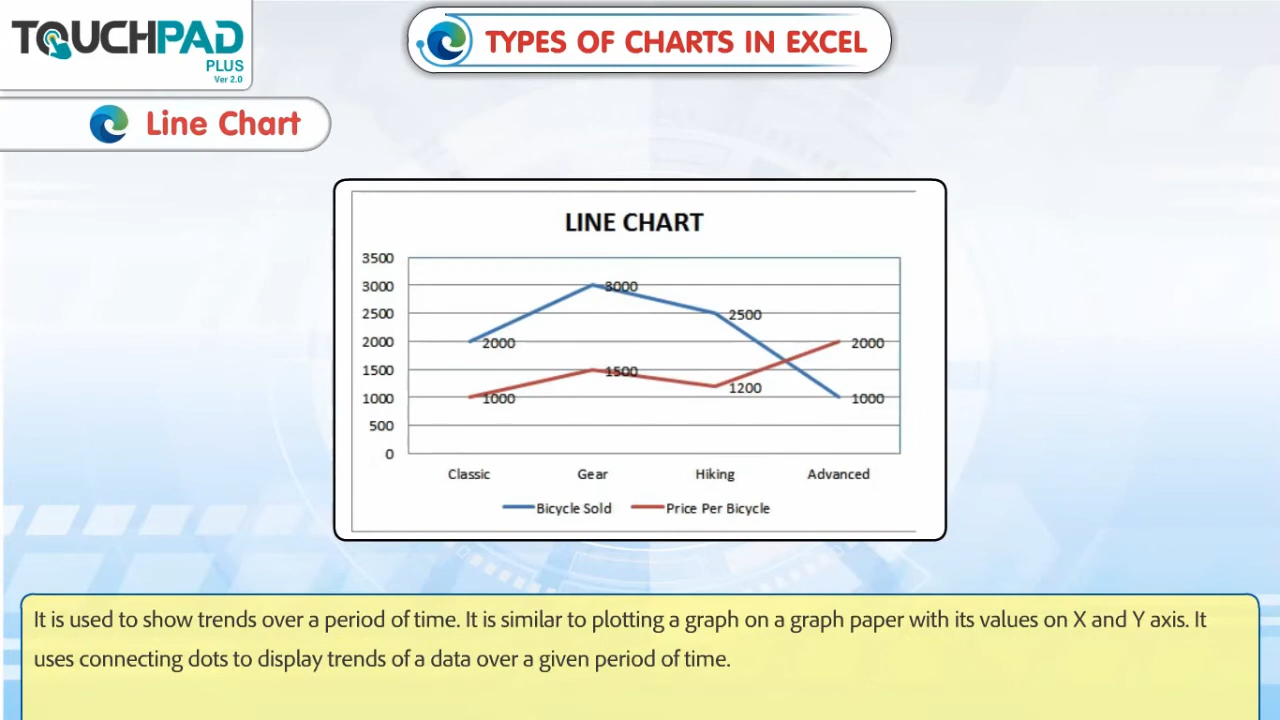 TOUCHPAD
PLUS
Ver 2.0
TYPES OF CHARTS IN EXCEL
Line Chart
LINE CHART
3500
3000
2500
2000
1500
1000
500
0
3000
2500
2000
2000
1500
1200
1000
1000
Classic Gear Hiking Advanced
Bicycle Sold Price Per Bicycle
It is used to show trends over a period of time. It is similar to plotting a graph on a graph paper with its values on X and Y axis. It
uses connecting dots to display trends of a data over a given period of time.